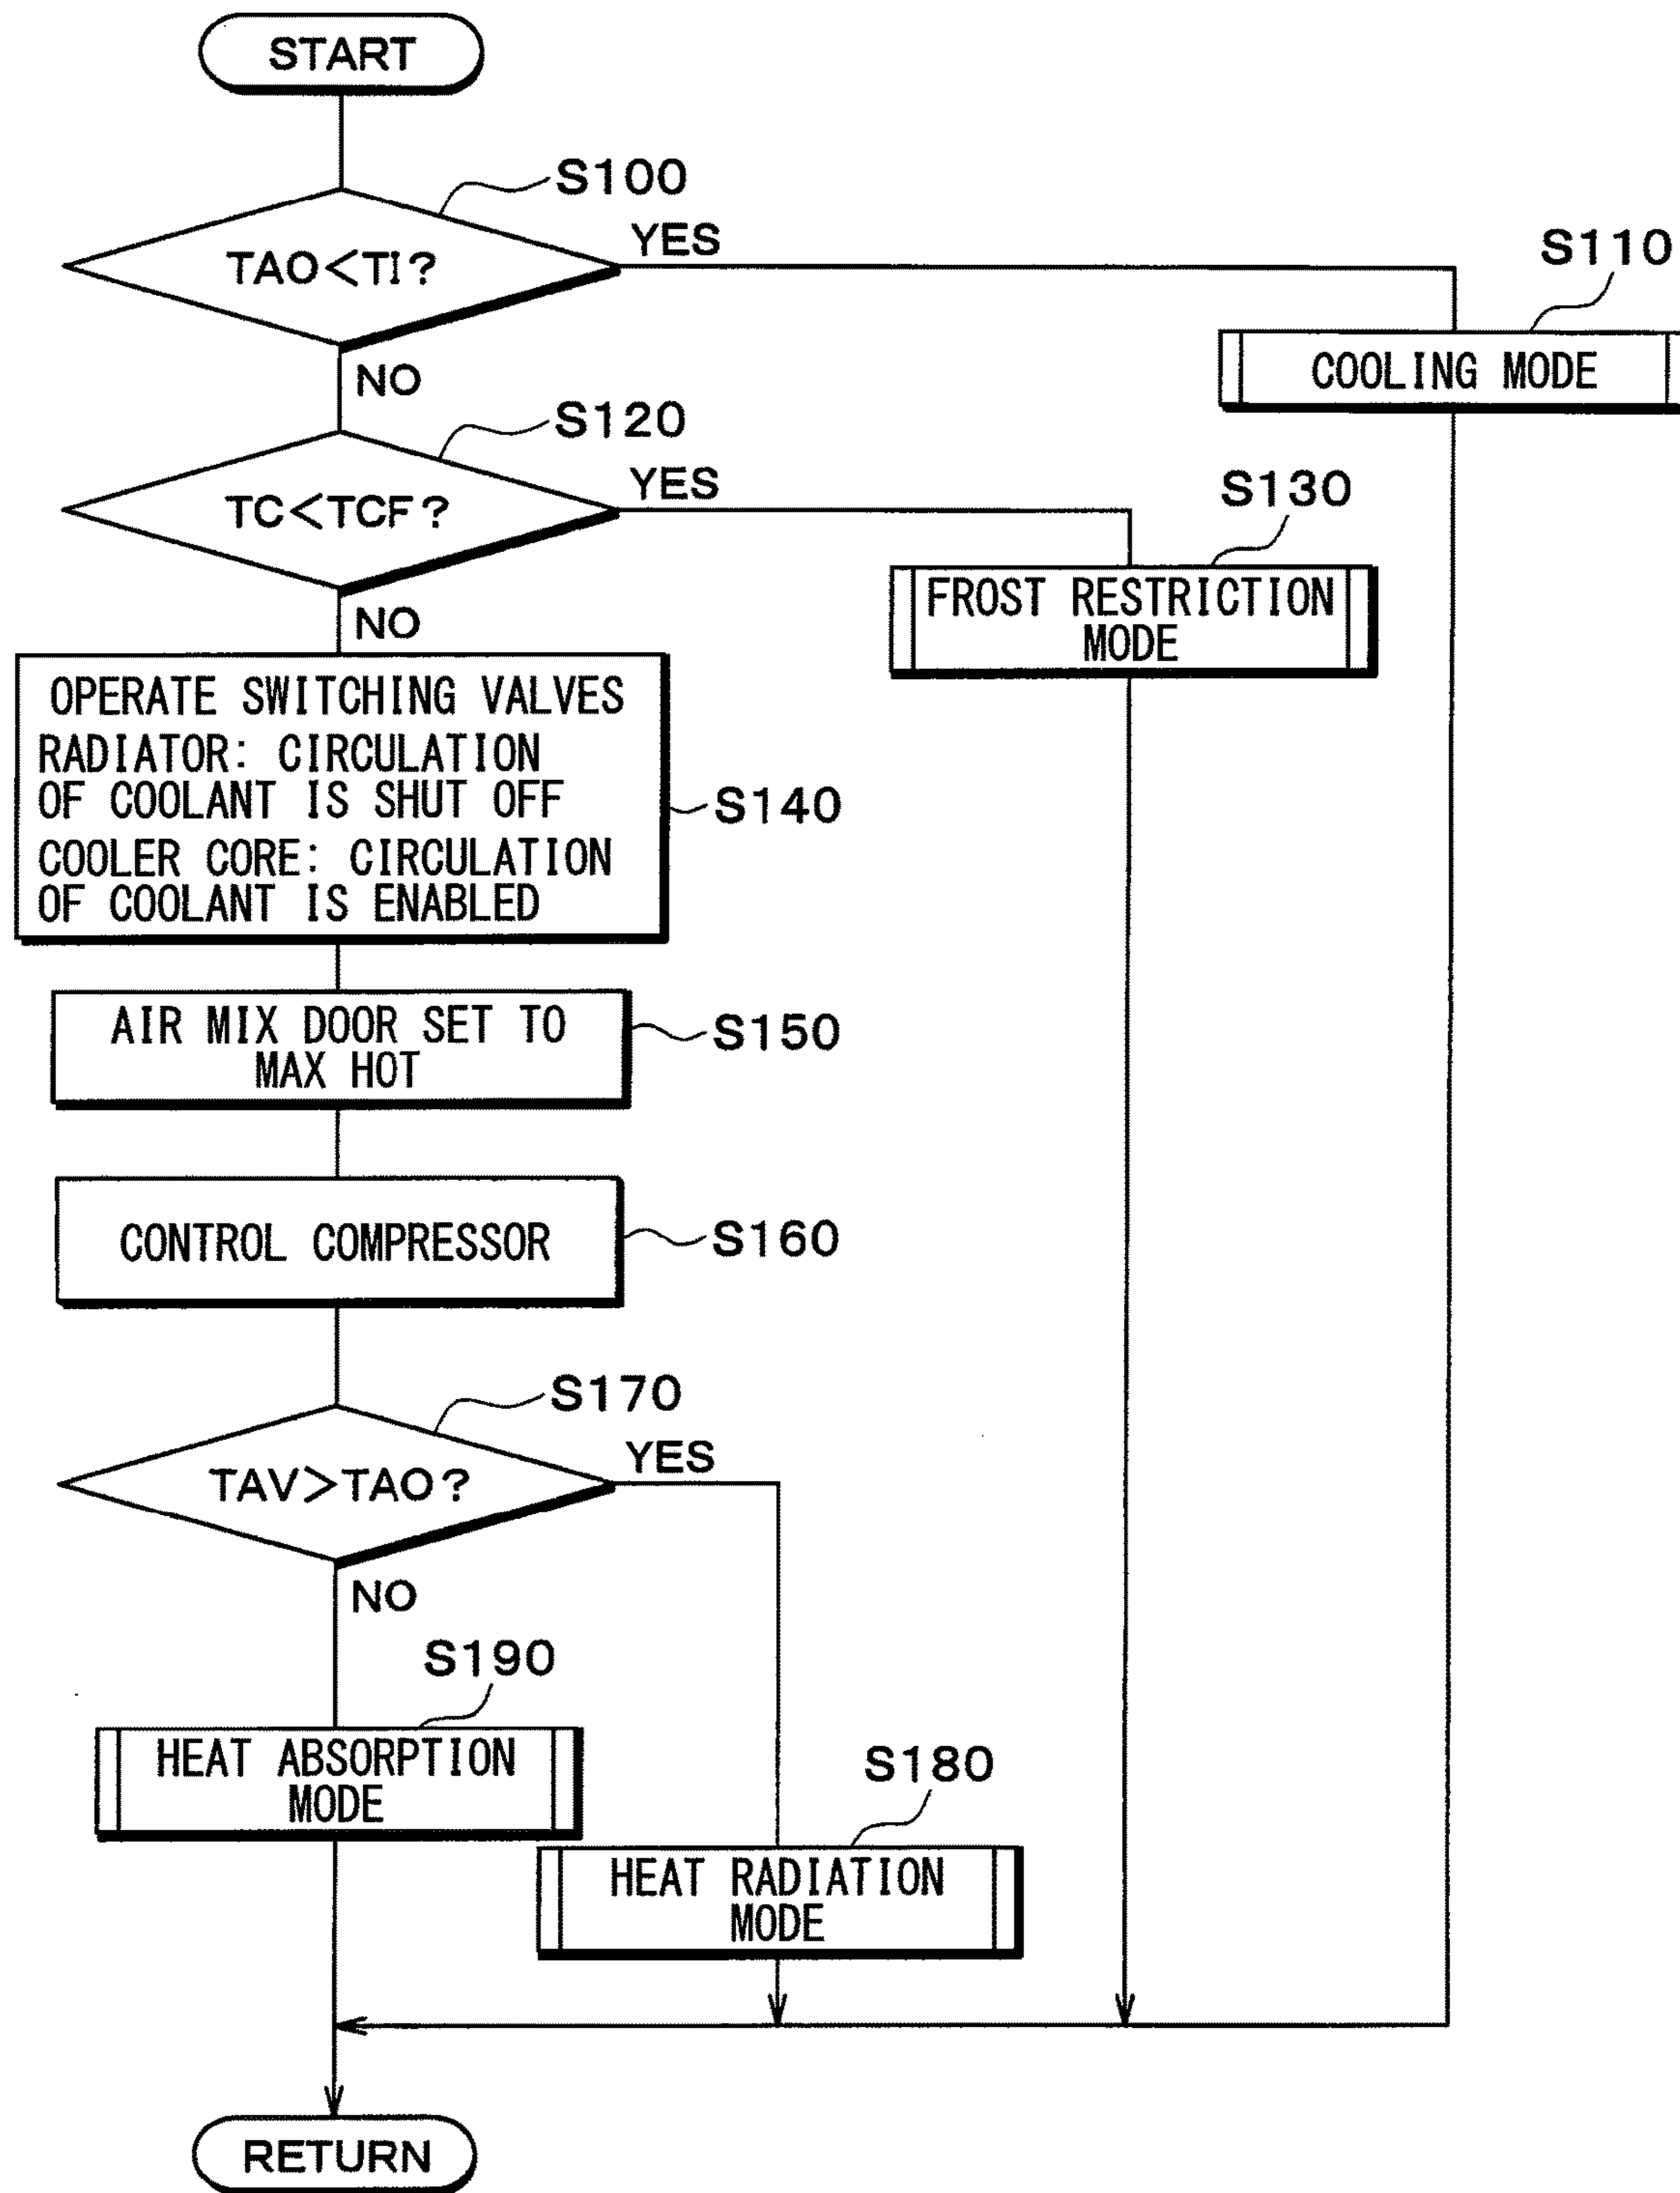 START
S100
TAO<TI?
YES
S110
COOLING MODE
NO
S120
TC<TCF?
YES
S130
FROST RESTRICTION
MODE
NO
OPERATE SWITCHING VALVES
RADIATOR: CIRCULATION
OF COOLANT IS SHUT OFF
COOLER CORE: CIRCULATION
OF COOLANT IS ENABLED
S140
AIR MIX DOOR SET TO
MAX HOT
S150
CONTROL COMPRESSOR
S160
S170
TAV>TAO?
YES
NO
S190
HEAT ABSORPTION
MODE
S180
HEAT RADIATION
MODE
RETURN